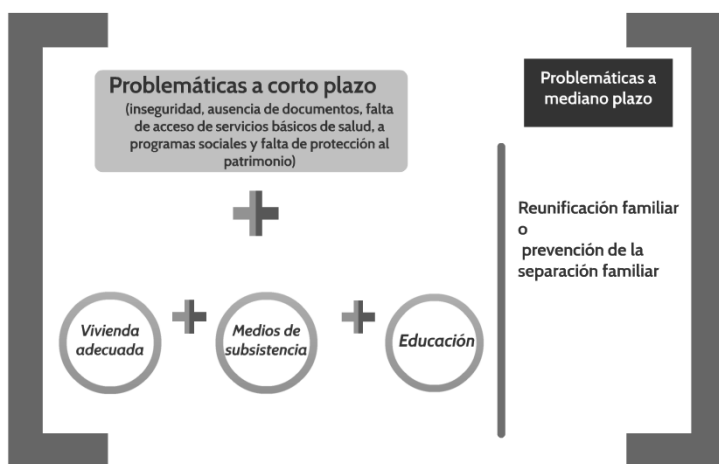 Problemáticas a corto plazo
(inseguridad, ausencia de documentos, falta
de acceso de servicios básicos de salud, a
programas sociales y falta de protección al
patrimonio)
Vivienda
adecuada
Medios de
subsistencia
Educación
Problemáticas a
mediano plazo
Reunificación familiar
o
prevención de la
separación familiar